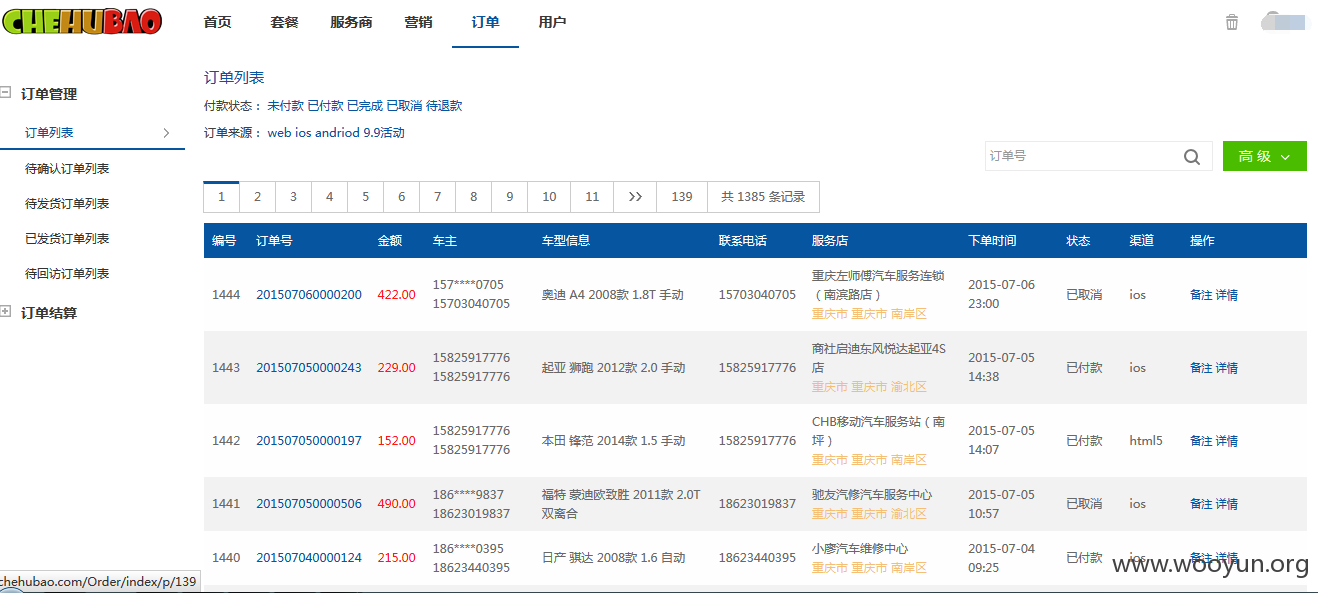 CHEHUBAO
首页 套餐 服务商 营销 订单 用户
订单管理
订单列表
待确认订单列表
待发货订单列表
已发货订单列表
待回访订单列表
订单结算
订单列表
付款状态： 未付款 已付款 已完成 已取消 待退款
订单来源： web ios andriod 9.9活动
订单号
高 级
1 2 3 4 5 6 7 8 9 10 11 >> 139 共 1385 条记录
编号 订单号 金额 车主 车型信息 联系电话 服务店 下单时间 状态 渠道 操作
1444 201507060000200 422.00 157****0705 15703040705 奥迪 A4 2008款 1.8T 手动 15703040705 重庆左师傅汽车服务连锁（南滨路店） 重庆市 重庆市 南岸区 2015-07-06 23:00 已取消 ios 备注 详情
1443 201507050000243 229.00 15825917776 15825917776 起亚 狮跑 2012款 2.0 手动 15825917776 商社启迪东风悦达起亚4S店 重庆市 重庆市 渝北区 2015-07-05 14:38 已付款 ios 备注 详情
1442 201507050000197 152.00 15825917776 15825917776 本田 锋范 2014款 1.5 手动 15825917776 CHB移动汽车服务站（南坪） 重庆市 重庆市 南岸区 2015-07-05 14:07 已付款 html5 备注 详情
1441 201507050000506 490.00 186****9837 18623019837 福特 蒙迪欧致胜 2011款 2.0T 双离合 18623019837 驰友汽修汽车服务中心 重庆市 重庆市 渝北区 2015-07-05 10:57 已取消 ios 备注 详情
1440 201507040000124 215.00 186****0395 18623440395 日产 骐达 2008款 1.6 自动 18623440395 小廖汽车维修中心 重庆市 重庆市 南岸区 2015-07-04 09:25 已付款 ios 备注 详情
chehubao.com/Order/index/p/139
www.wooyun.org